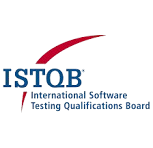 ISTQB®
International Software
Testing Qualifications Board